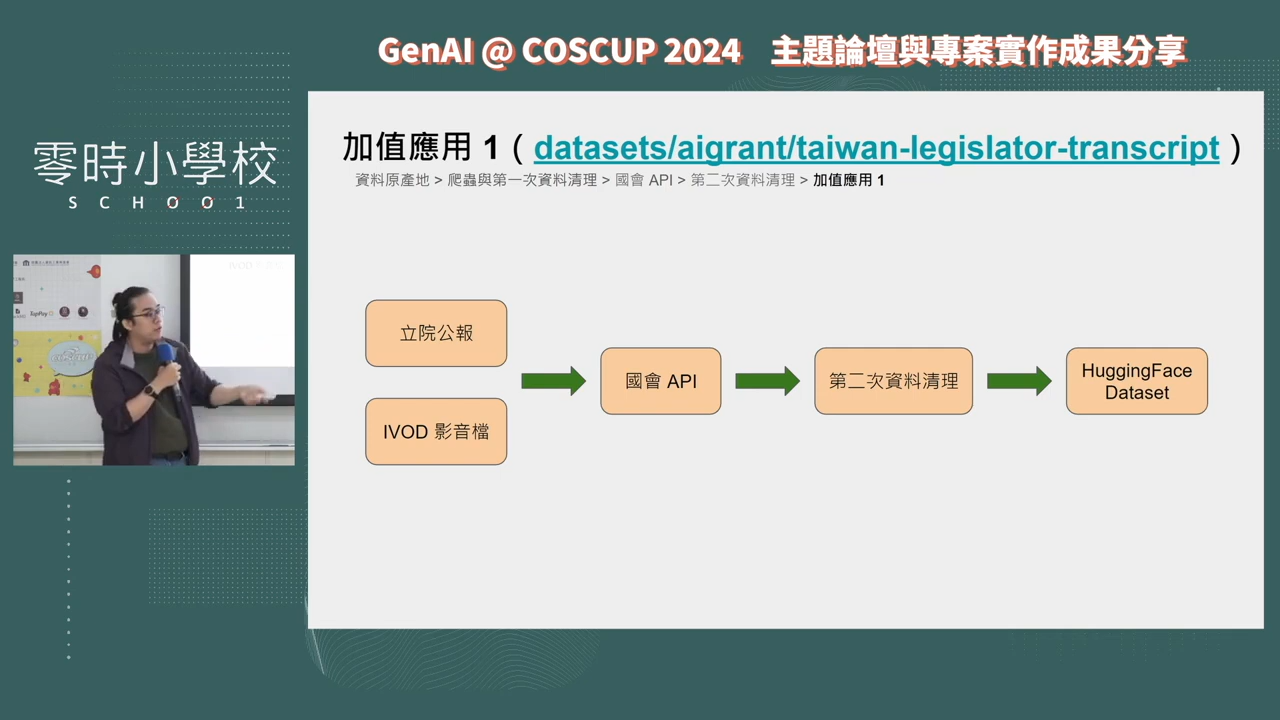 GenAI @ COSCUP 2024 主題論壇與專案實作成果分享
零時小學校
SCHOO1
加值應用 1（datasets/aigrant/taiwan-legislator-transcript）
資料原產地 > 爬蟲與第一次資料清理 > 國會 API > 第二次資料清理 > 加值應用 1
立院公報
IVOD 影音檔
國會 API
第二次資料清理
HuggingFace
Dataset
TapPay